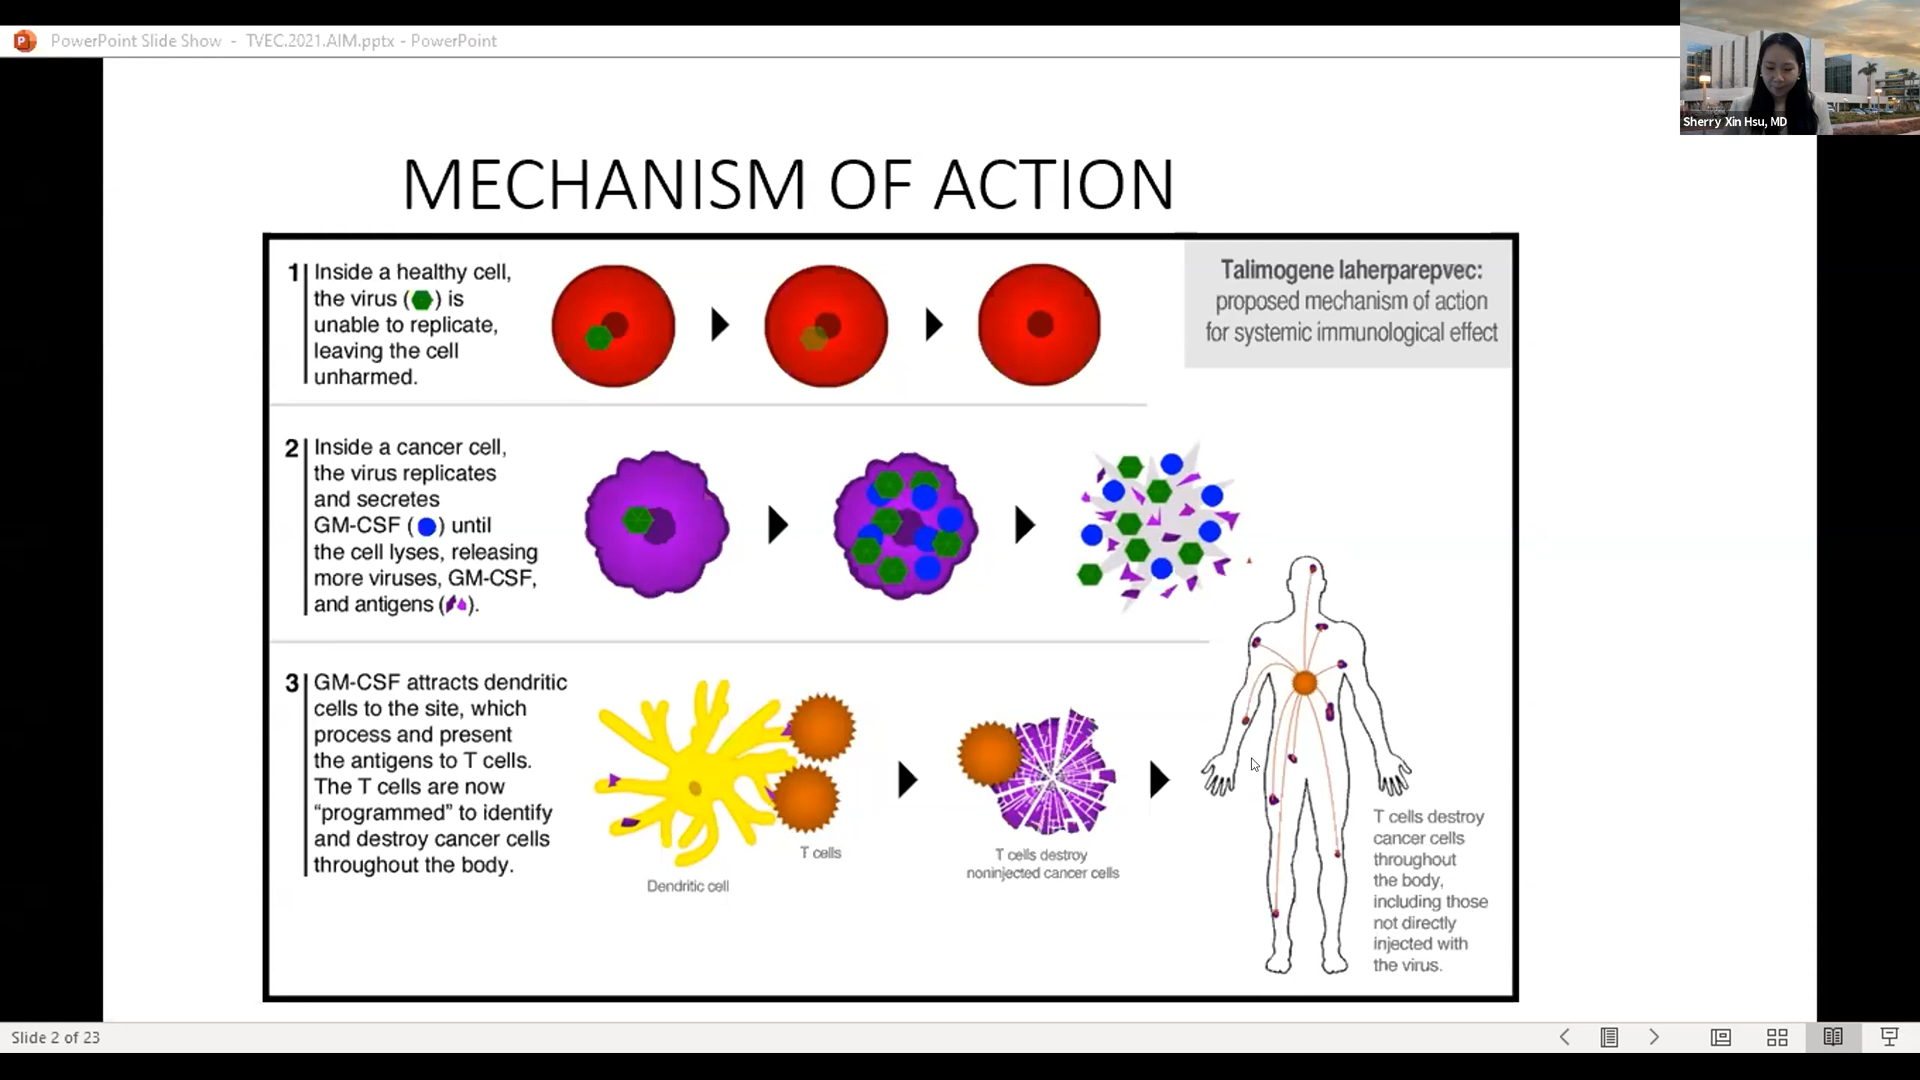 PowerPoint Slide Show - TVEC.2021.AIM.pptx - PowerPoint
Sherry Xin Hsu, MD
MECHANISM OF ACTION
1 Inside a healthy cell,
the virus ( ) is
unable to replicate,
leaving the cell
unharmed.
Talimogene laherparepvec:
proposed mechanism of action
for systemic immunological effect
2 Inside a cancer cell,
the virus replicates
and secretes
GM-CSF ( ) until
the cell lyses, releasing
more viruses, GM-CSF,
and antigens ( ).
3 GM-CSF attracts dendritic
cells to the site, which
process and present
the antigens to T cells.
The T cells are now
“programmed” to identify
and destroy cancer cells
throughout the body.
Dendritic cell
T cells
T cells destroy
noninjected cancer cells
T cells destroy
cancer cells
throughout
the body,
including those
not directly
injected with
the virus.
Slide 2 of 23